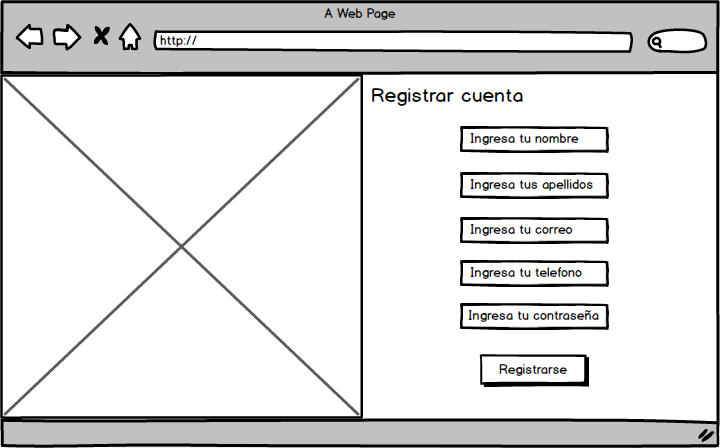 A Web Page
http://
Registrar cuenta
Ingresa tu nombre
Ingresa tus apellidos
Ingresa tu correo
Ingresa tu telefono
Ingresa tu contraseña
Registrarse